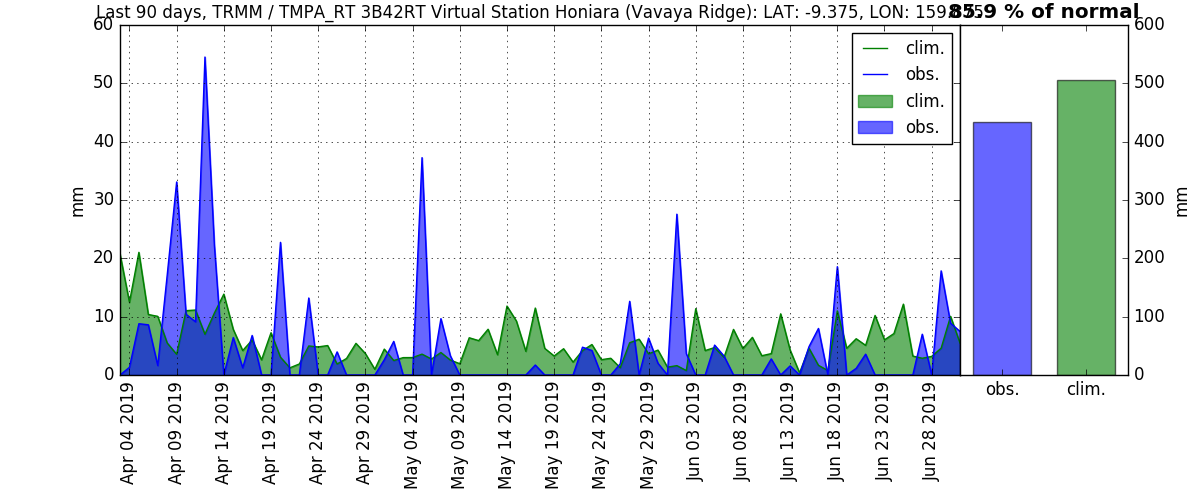 Last 90 days, TRMM / TMPA_RT 3B42RT Virtual Station Honiara (Vavaya Ridge): LAT: -9.375, LON: 159.875
85.9 % of normal
60
50
40
30
20
10
0
mm
clim.
obs.
clim.
obs.
600
500
400
300
200
100
0
mm
Apr 04 2019
Apr 09 2019
Apr 14 2019
Apr 19 2019
Apr 24 2019
Apr 29 2019
May 04 2019
May 09 2019
May 14 2019
May 19 2019
May 24 2019
May 29 2019
Jun 03 2019
Jun 08 2019
Jun 13 2019
Jun 18 2019
Jun 23 2019
Jun 28 2019
obs.
clim.